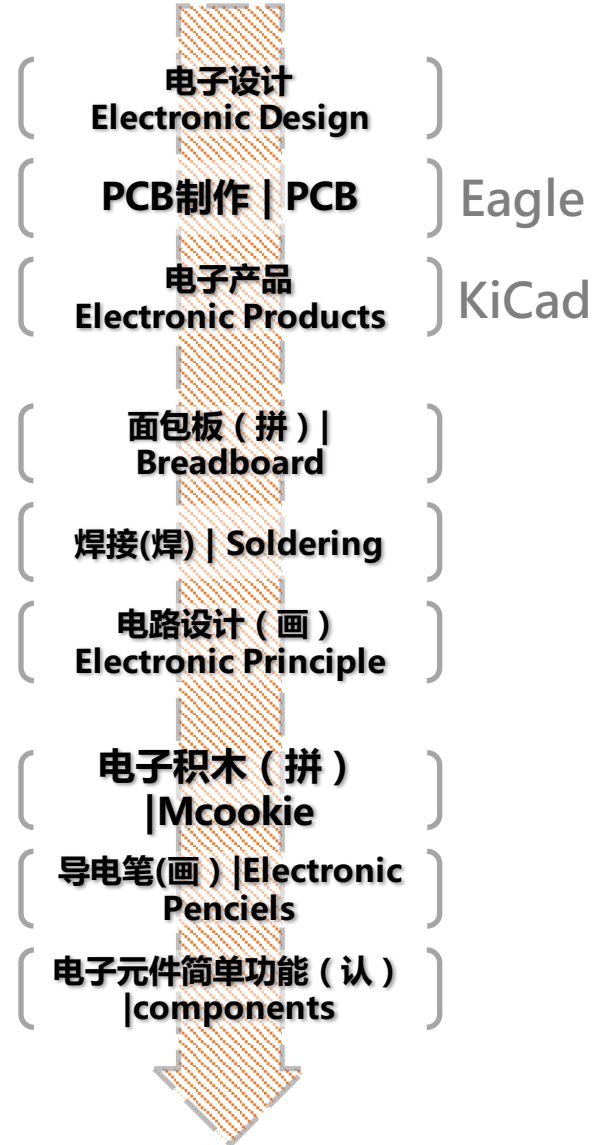 电子设计
Electronic Design
PCB制作 | PCB
Eagle
电子产品
Electronic Products
KiCad
面包板（拼）|
Breadboard
焊接(焊) | Soldering
电路设计（画）
Electronic Principle
电子积木（拼）
|Mcookie
导电笔(画）|Electronic
Penciels
电子元件简单功能（认）
|components